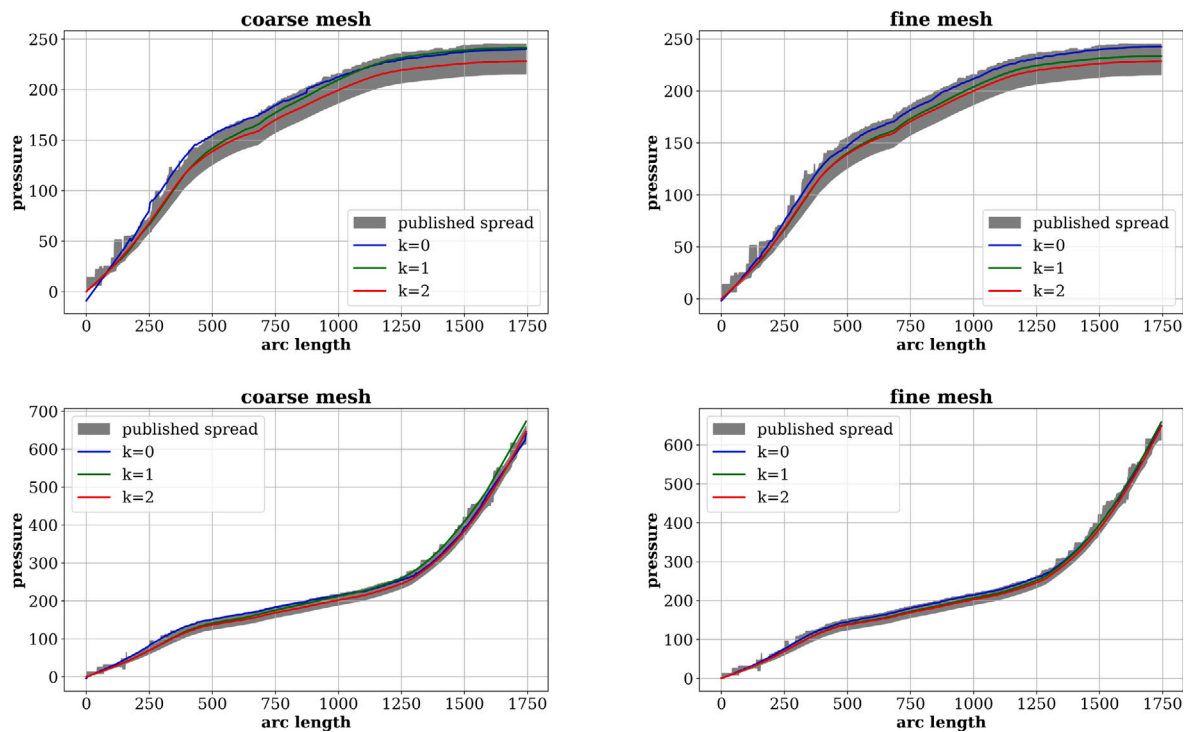 coarse mesh
250
200
150
100
50
0
pressure
published spread
k=0
k=1
k=2
0 250 500 750 1000 1250 1500 1750
arc length
fine mesh
250
200
150
100
50
0
pressure
published spread
k=0
k=1
k=2
0 250 500 750 1000 1250 1500 1750
arc length
coarse mesh
700
600
500
400
300
200
100
0
pressure
published spread
k=0
k=1
k=2
0 250 500 750 1000 1250 1500 1750
arc length
fine mesh
600
500
400
300
200
100
0
pressure
published spread
k=0
k=1
k=2
0 250 500 750 1000 1250 1500 1750
arc length